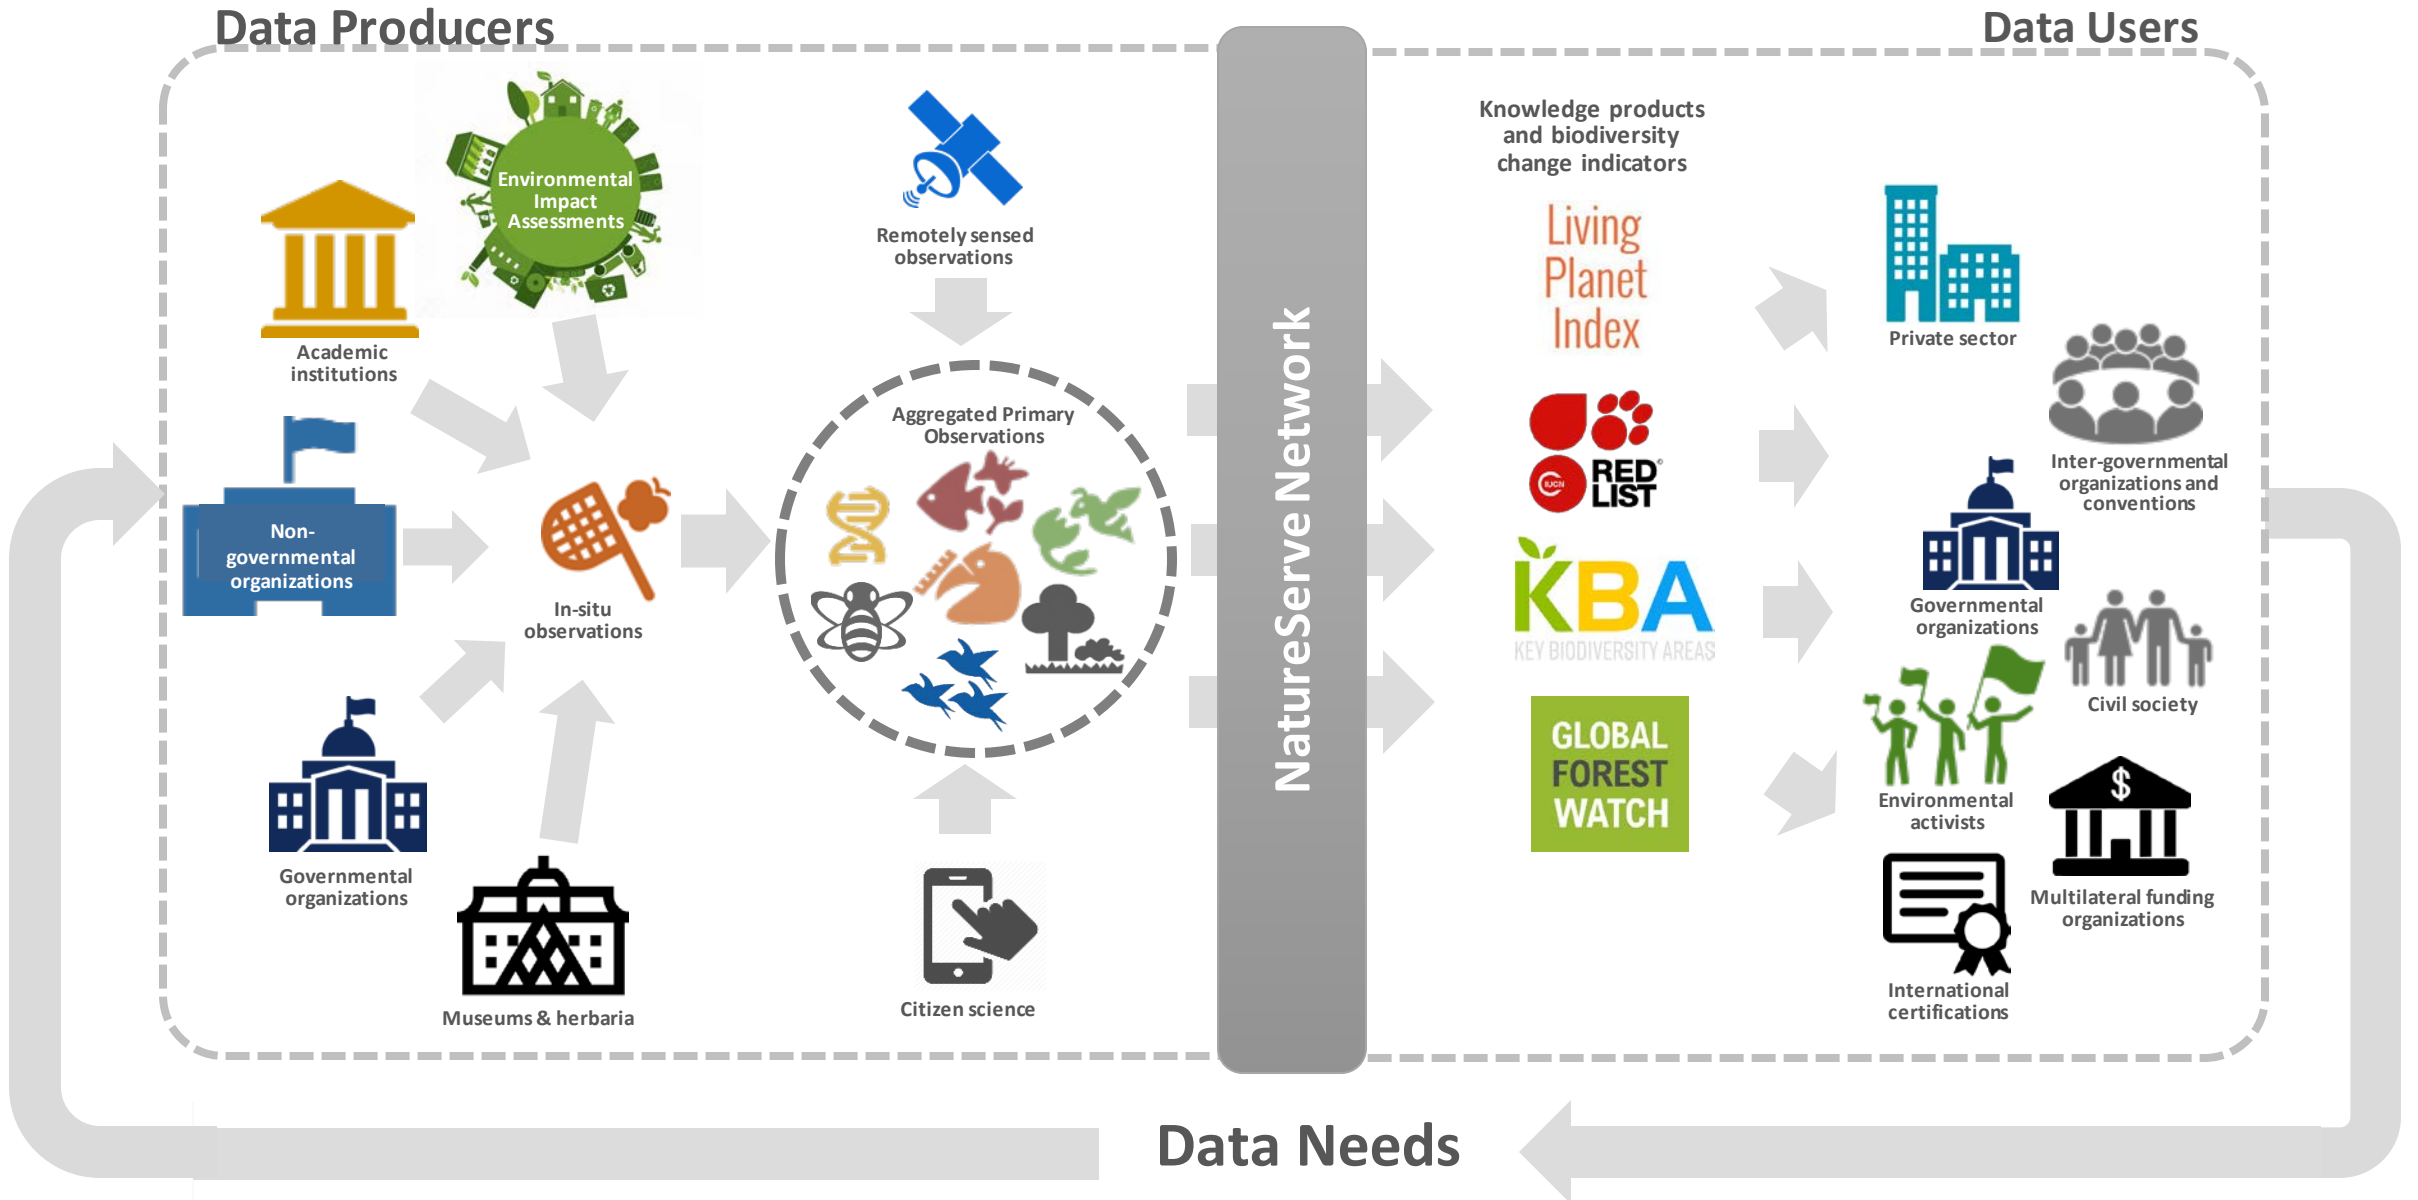 Data Producers
Environmental
Impact
Assessments
Academic
institutions
Non-
governmental
organizations
Governmental
organizations
Museums & herbaria
In-situ
observations
Remotely sensed
observations
Aggregated Primary
Observations
Citizen science
NatureServe Network
Data Users
Knowledge products
and biodiversity
change indicators
Living
Planet
Index
IUCN
RED
LIST
KBA
KEY BIODIVERSITY AREAS
GLOBAL
FOREST
WATCH
Private sector
Inter-governmental
organizations and
conventions
Governmental
organizations
Civil society
Environmental
activists
$
Multilateral funding
organizations
International
certifications
Data Needs